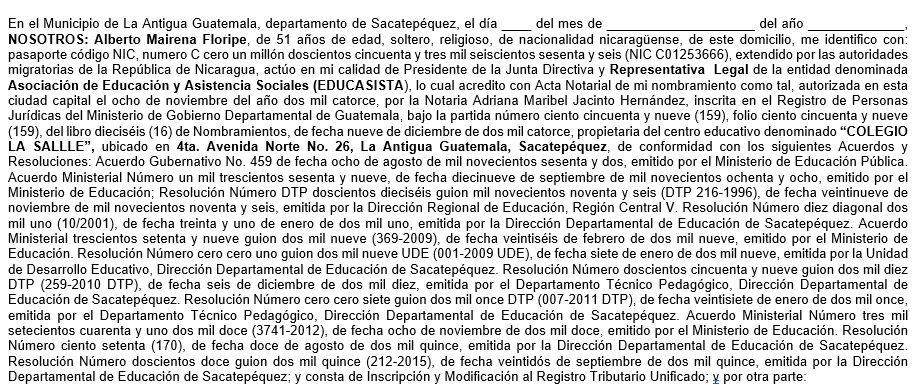 En el Municipio de La Antigua Guatemala, departamento de Sacatepéquez, el día ____ del mes de ____________________ del año _____________,
NOSOTROS: Alberto Mairena Floripe, de 51 años de edad, soltero, religioso, de nacionalidad nicaragüense, de este domicilio, me identifico con:
pasaporte código NIC, numero C cero un millón doscientos cincuenta y tres mil seiscientos sesenta y seis (NIC C01253666), extendido por las autoridades
migratorias de la República de Nicaragua, actúo en mi calidad de Presidente de la Junta Directiva y Representativa Legal de la entidad denominada
Asociación de Educación y Asistencia Sociales (EDUCASISTA), lo cual acredito con Acta Notarial de mi nombramiento como tal, autorizada en esta
ciudad capital el ocho de noviembre del año dos mil catorce, por la Notaria Adriana Maribel Jacinto Hernández, inscrita en el Registro de Personas
Jurídicas del Ministerio de Gobierno Departamental de Guatemala, bajo la partida número ciento cincuenta y nueve (159), folio ciento cincuenta y nueve
(159), del libro dieciséis (16) de Nombramientos, de fecha nueve de diciembre de dos mil catorce, propietaria del centro educativo denominado “COLEGIO
LA SALLLE”, ubicado en 4ta. Avenida Norte No. 26, La Antigua Guatemala, Sacatepéquez, de conformidad con los siguientes Acuerdos y
Resoluciones: Acuerdo Gubernativo No. 459 de fecha ocho de agosto de mil novecientos sesenta y dos, emitido por el Ministerio de Educación Pública.
Acuerdo Ministerial Número un mil trescientos sesenta y nueve, de fecha diecinueve de septiembre de mil novecientos ochenta y ocho, emitido por el
Ministerio de Educación; Resolución Número DTP doscientos dieciséis guion mil novecientos noventa y seis (DTP 216-1996), de fecha veintinueve de
noviembre de mil novecientos noventa y seis, emitida por la Dirección Regional de Educación, Región Central V. Resolución Número diez diagonal dos
mil uno (10/2001), de fecha treinta y uno de enero de dos mil uno, emitida por la Dirección Departamental de Educación de Sacatepéquez. Acuerdo
Ministerial trescientos setenta y nueve guion dos mil nueve (369-2009), de fecha veintiséis de febrero de dos mil nueve, emitido por el Ministerio de
Educación. Resolución Número cero cero uno guion dos mil nueve UDE (001-2009 UDE), de fecha siete de enero de dos mil nueve, emitida por la Unidad
de Desarrollo Educativo, Dirección Departamental de Educación de Sacatepéquez. Resolución Número doscientos cincuenta y nueve guion dos mil diez
DTP (259-2010 DTP), de fecha seis de diciembre de dos mil diez, emitida por el Departamento Técnico Pedagógico, Dirección Departamental de
Educación de Sacatepéquez. Resolución Número cero cero siete guion dos mil once DTP (007-2011 DTP), de fecha veintisiete de enero de dos mil once,
emitida por el Departamento Técnico Pedagógico, Dirección Departamental de Educación de Sacatepéquez. Acuerdo Ministerial Número tres mil
setecientos cuarenta y uno dos mil doce (3741-2012), de fecha ocho de noviembre de dos mil doce, emitido por el Ministerio de Educación. Resolución
Número ciento setenta (170), de fecha doce de agosto de dos mil quince, emitida por la Dirección Departamental de Educación de Sacatepéquez.
Resolución Número doscientos doce guion dos mil quince (212-2015), de fecha veintidós de septiembre de dos mil quince, emitida por la Dirección
Departamental de Educación de Sacatepéquez; y consta de Inscripción y Modificación al Registro Tributario Unificado; y por otra parte: